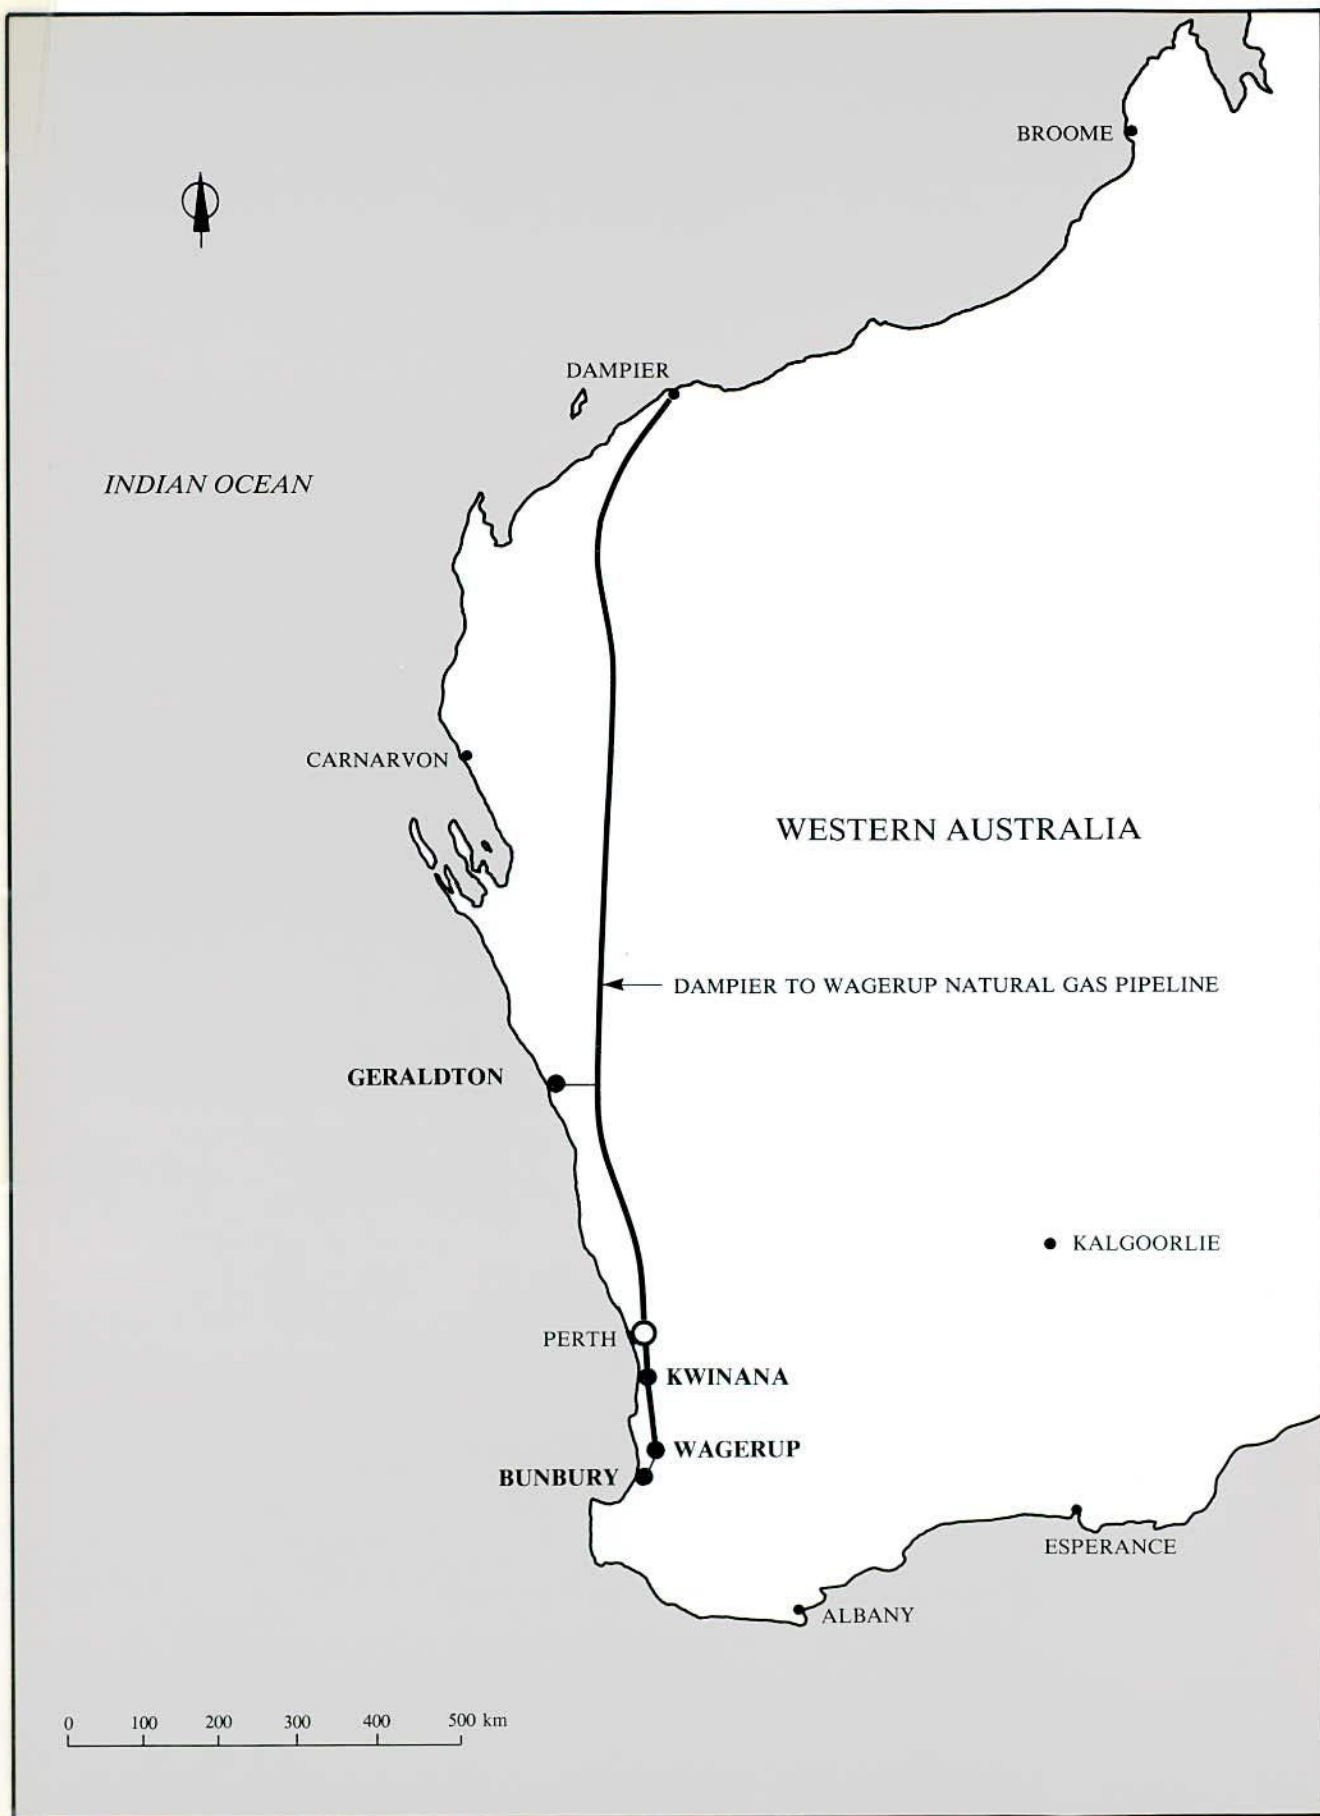 BROOME
DAMPIER
INDIAN OCEAN
CARNARVON
WESTERN AUSTRALIA
DAMPIER TO WAGERUP NATURAL GAS PIPELINE
GERALDTON
KALGOORLIE
PERTH
KWINANA
WAGERUP
BUNBURY
ESPERANCE
ALBANY
0 100 200 300 400 500 km